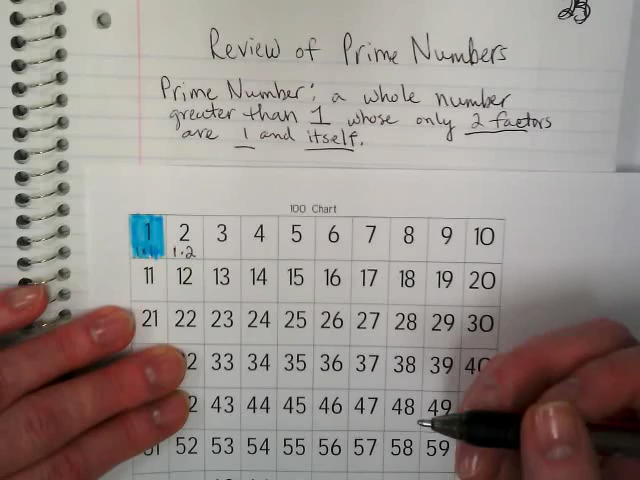 Review of Prime Numbers
Prime Number: a whole number
greater than 1 whose only 2 factors
are 1 and itself.
100 Chart
1 2 3 4 5 6 7 8 9 10
1·2
11 12 13 14 15 16 17 18 19 20
21 22 23 24 25 26 27 28 29 30
33 34 35 36 37 38 39 40
43 44 45 46 47 48 49
52 53 54 55 56 57 58 59